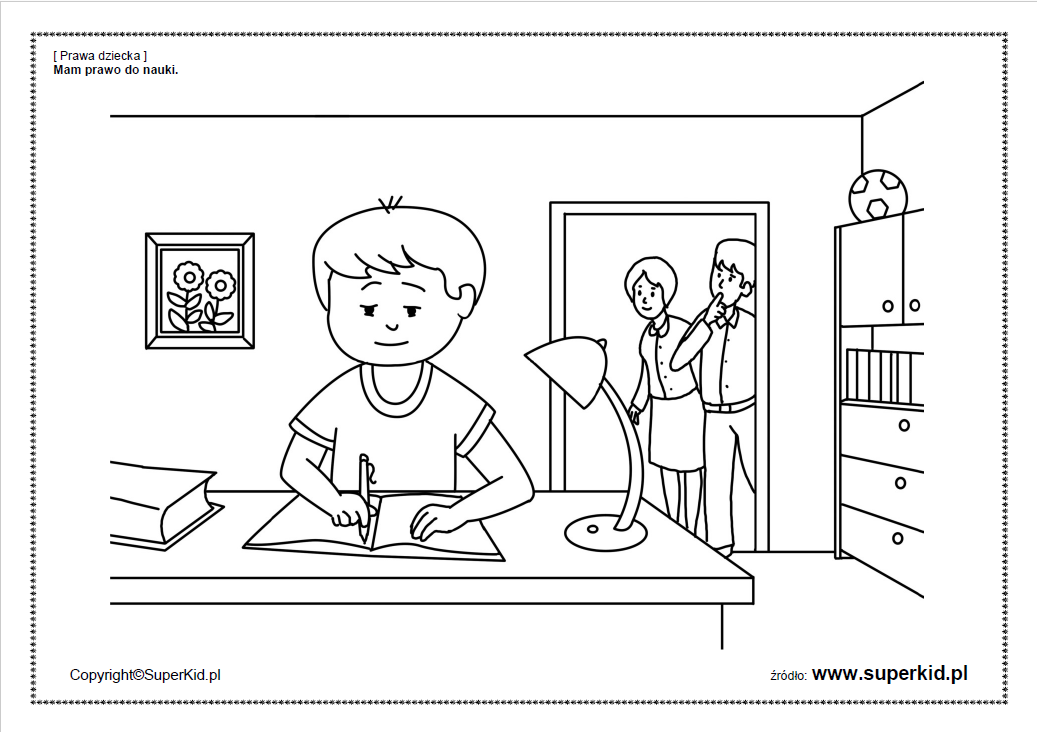 [ Prawa dziecka ]
Mam prawo do nauki.
Copyright©SuperKid.pl
źródło: www.superkid.pl